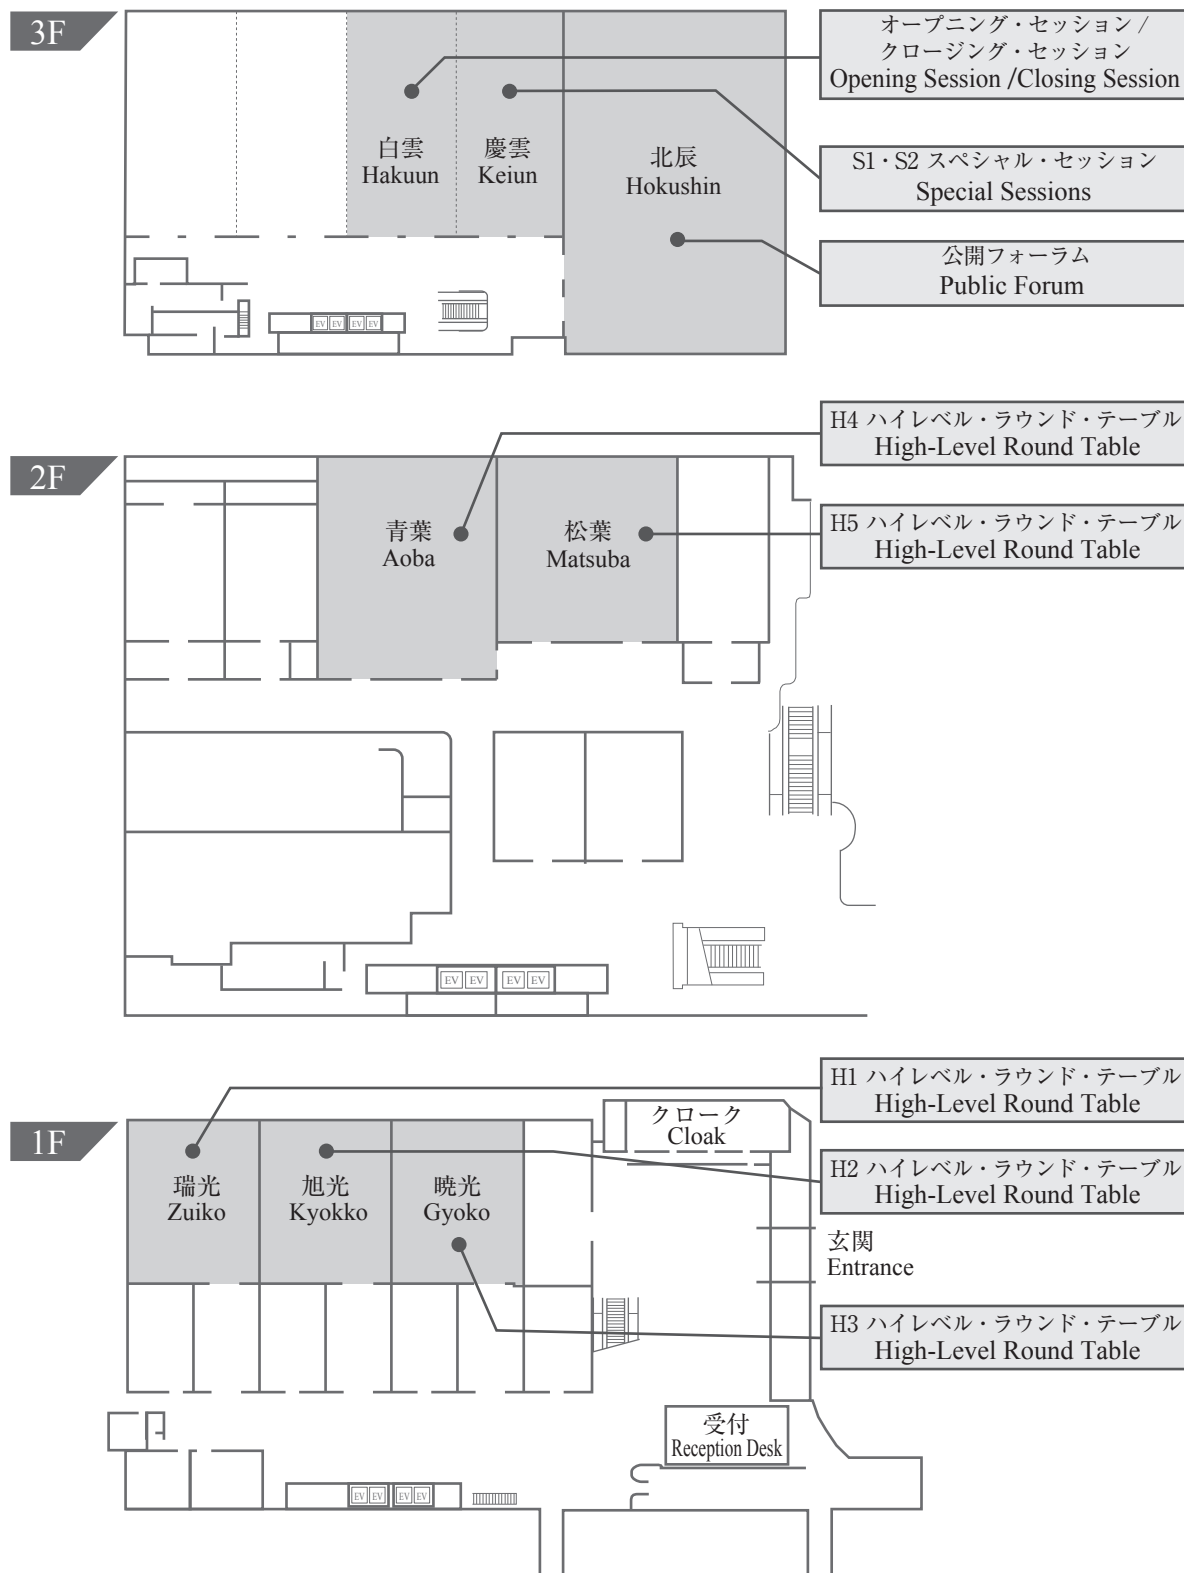 3F
オープニング・セッション /
クロージング・セッション
Opening Session /Closing Session
白雲
Hakuun
慶雲
Keiun
北辰
Hokushin
S1・S2 スペシャル・セッション
Special Sessions
公開フォーラム
Public Forum
EV EV EV EV
2F
H4 ハイレベル・ラウンド・テーブル
High-Level Round Table
青葉
Aoba
松葉
Matsuba
H5 ハイレベル・ラウンド・テーブル
High-Level Round Table
EV EV EV EV
1F
H1 ハイレベル・ラウンド・テーブル
High-Level Round Table
クローク
Cloak
瑞光
Zuiko
旭光
Kyokko
暁光
Gyoko
H2 ハイレベル・ラウンド・テーブル
High-Level Round Table
玄関
Entrance
H3 ハイレベル・ラウンド・テーブル
High-Level Round Table
受付
Reception Desk
EV EV EV EV